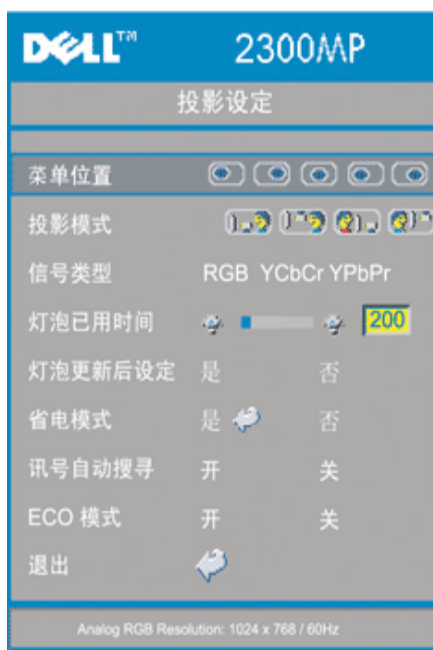 DELL™ 2300MP
投影设定
菜单位置
投影模式
信号类型 RGB YCbCr YPbPr
灯泡已用时间 200
灯泡更新后设定 是 否
省电模式 是 否
讯号自动搜寻 开 关
ECO 模式 开 关
退出
Analog RGB Resolution: 1024 x 768 / 60Hz